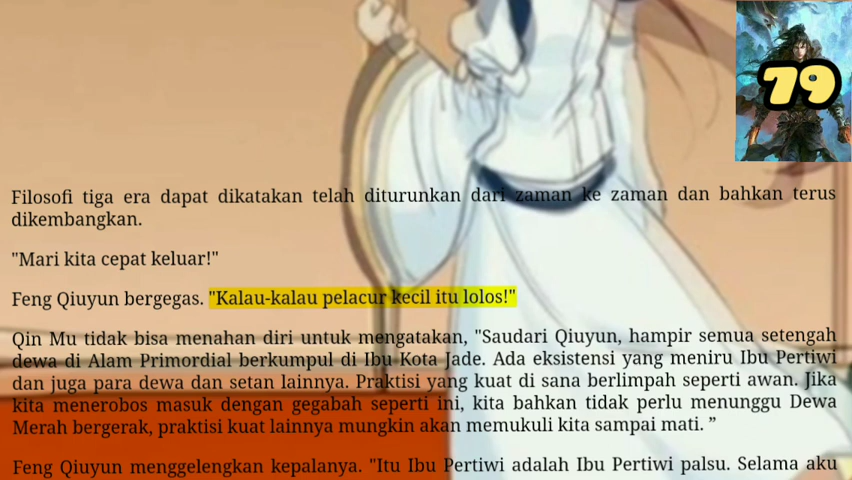 79
Filosofi tiga era dapat dikatakan telah diturunkan dari zaman ke zaman dan bahkan terus
dikembangkan.
"Mari kita cepat keluar!"
Feng Qiuyun bergegas. "Kalau-kalau pelacur kecil itu lolos!"
Qin Mu tidak bisa menahan diri untuk mengatakan, "Saudari Qiuyun, hampir semua setengah
dewa di Alam Primordial berkumpul di Ibu Kota Jade. Ada eksistensi yang meniru Ibu Pertiwi
dan juga para dewa dan setan lainnya. Praktisi yang kuat di sana berlimpah seperti awan. Jika
kita menerobos masuk dengan gegabah seperti ini, kita bahkan tidak perlu menunggu Dewa
Merah bergerak, praktisi kuat lainnya mungkin akan memukuli kita sampai mati. ”
Feng Qiuyun menggelengkan kepalanya. "Itu Ibu Pertiwi adalah Ibu Pertiwi palsu. Selama aku